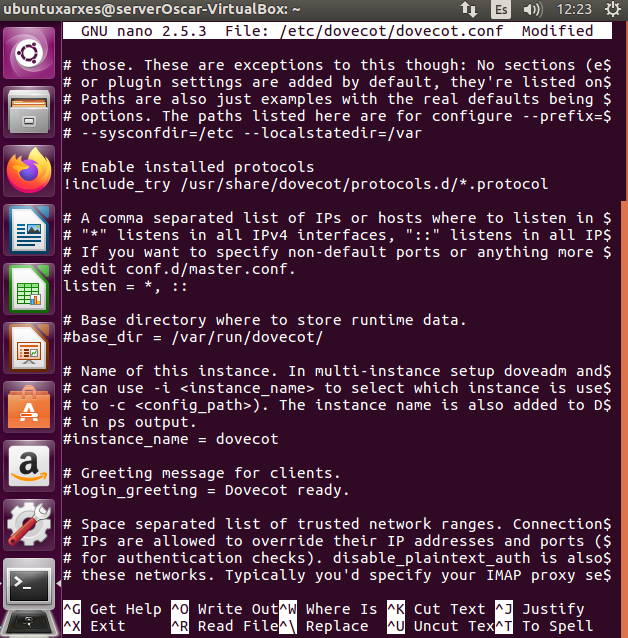 ubuntuxarxes@serverOscar-VirtualBox: ~
Es
12:23
GNU nano 2.5.3 File: /etc/dovecot/dovecot.conf Modified
# those. These are exceptions to this though: No sections (e$
# or plugin settings are added by default, they're listed on$
# Paths are also just examples with the real defaults being $
# options. The paths listed here are for configure --prefix=$
# --sysconfdir=/etc --localstatedir=/var
# Enable installed protocols
!include_try /usr/share/dovecot/protocols.d/*.protocol
# A comma separated list of IPs or hosts where to listen in $
# "*" listens in all IPv4 interfaces, "::" listens in all IP$
# If you want to specify non-default ports or anything more $
# edit conf.d/master.conf.
listen = *, ::
# Base directory where to store runtime data.
#base_dir = /var/run/dovecot/
# Name of this instance. In multi-instance setup doveadm and$
# can use -i <instance_name> to select which instance is use$
# to -c <config_path>). The instance name is also added to D$
# in ps output.
#instance_name = dovecot
# Greeting message for clients.
#login_greeting = Dovecot ready.
# Space separated list of trusted network ranges. Connection$
# IPs are allowed to override their IP addresses and ports ($
# for authentication checks). disable_plaintext_auth is also$
# these networks. Typically you'd specify your IMAP proxy se$
^G Get Help ^O Write Out^W Where Is ^K Cut Text ^J Justify
^X Exit ^R Read File^\ Replace ^U Uncut Tex^T To Spell